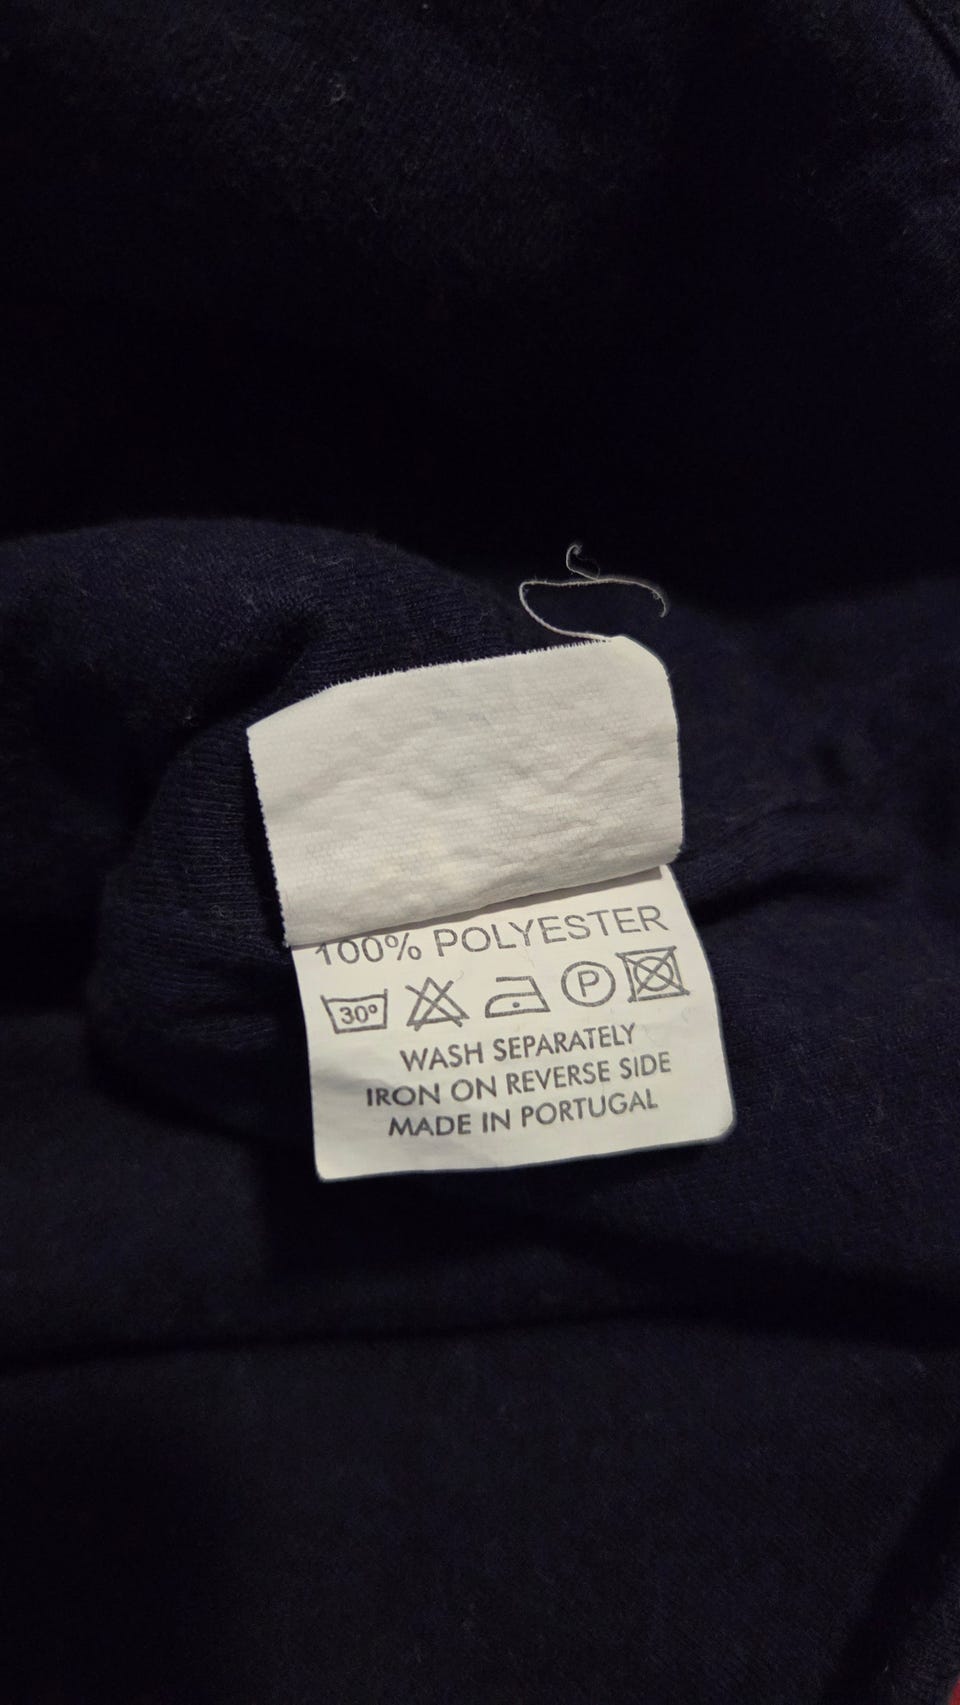 100% POLYESTER
30° P
WASH SEPARATELY
IRON ON REVERSE SIDE
MADE IN PORTUGAL